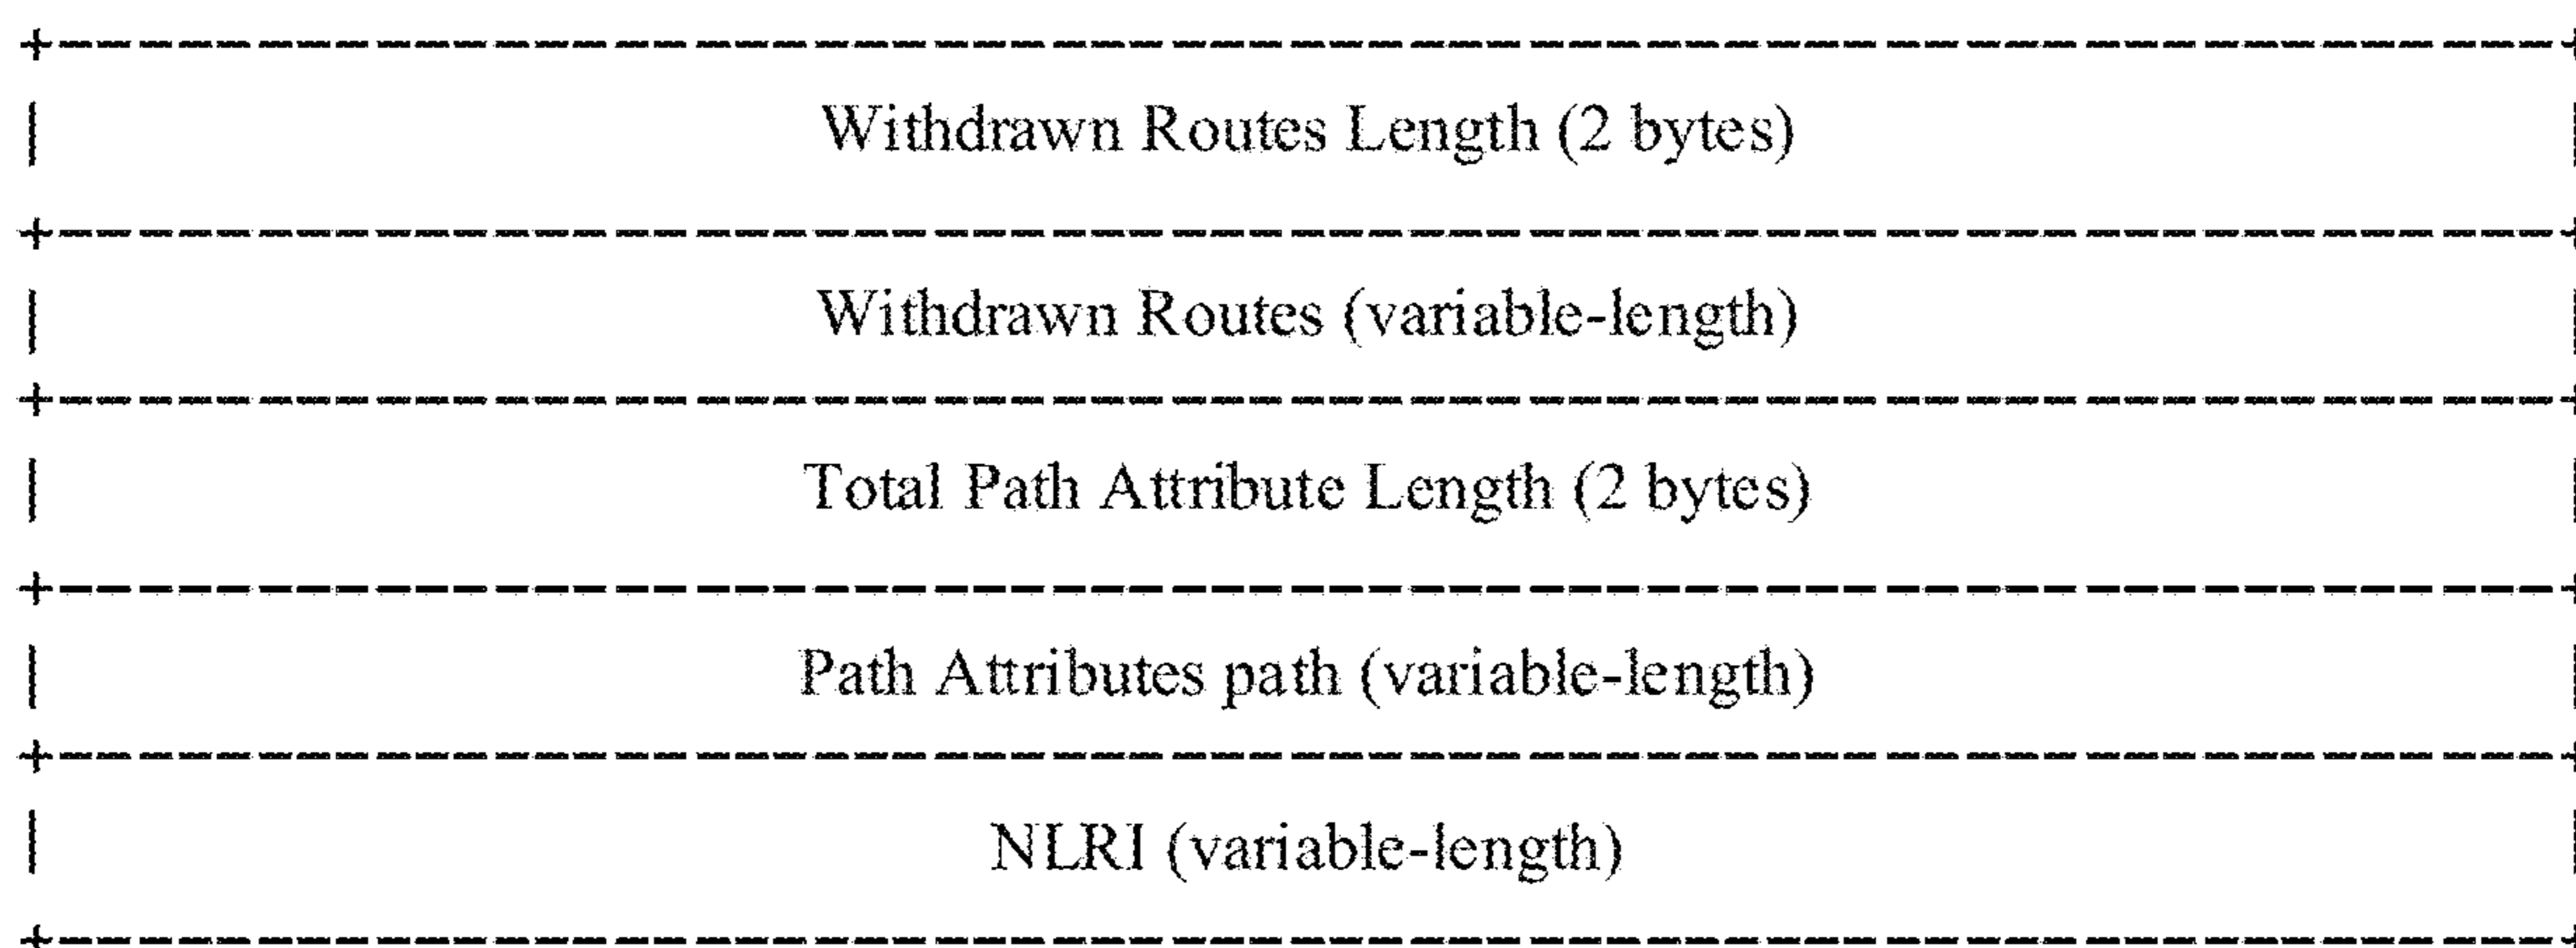 Withdrawn Routes Length (2 bytes)
Withdrawn Routes (variable-length)
Total Path Attribute Length (2 bytes)
Path Attributes path (variable-length)
NLRI (variable-length)